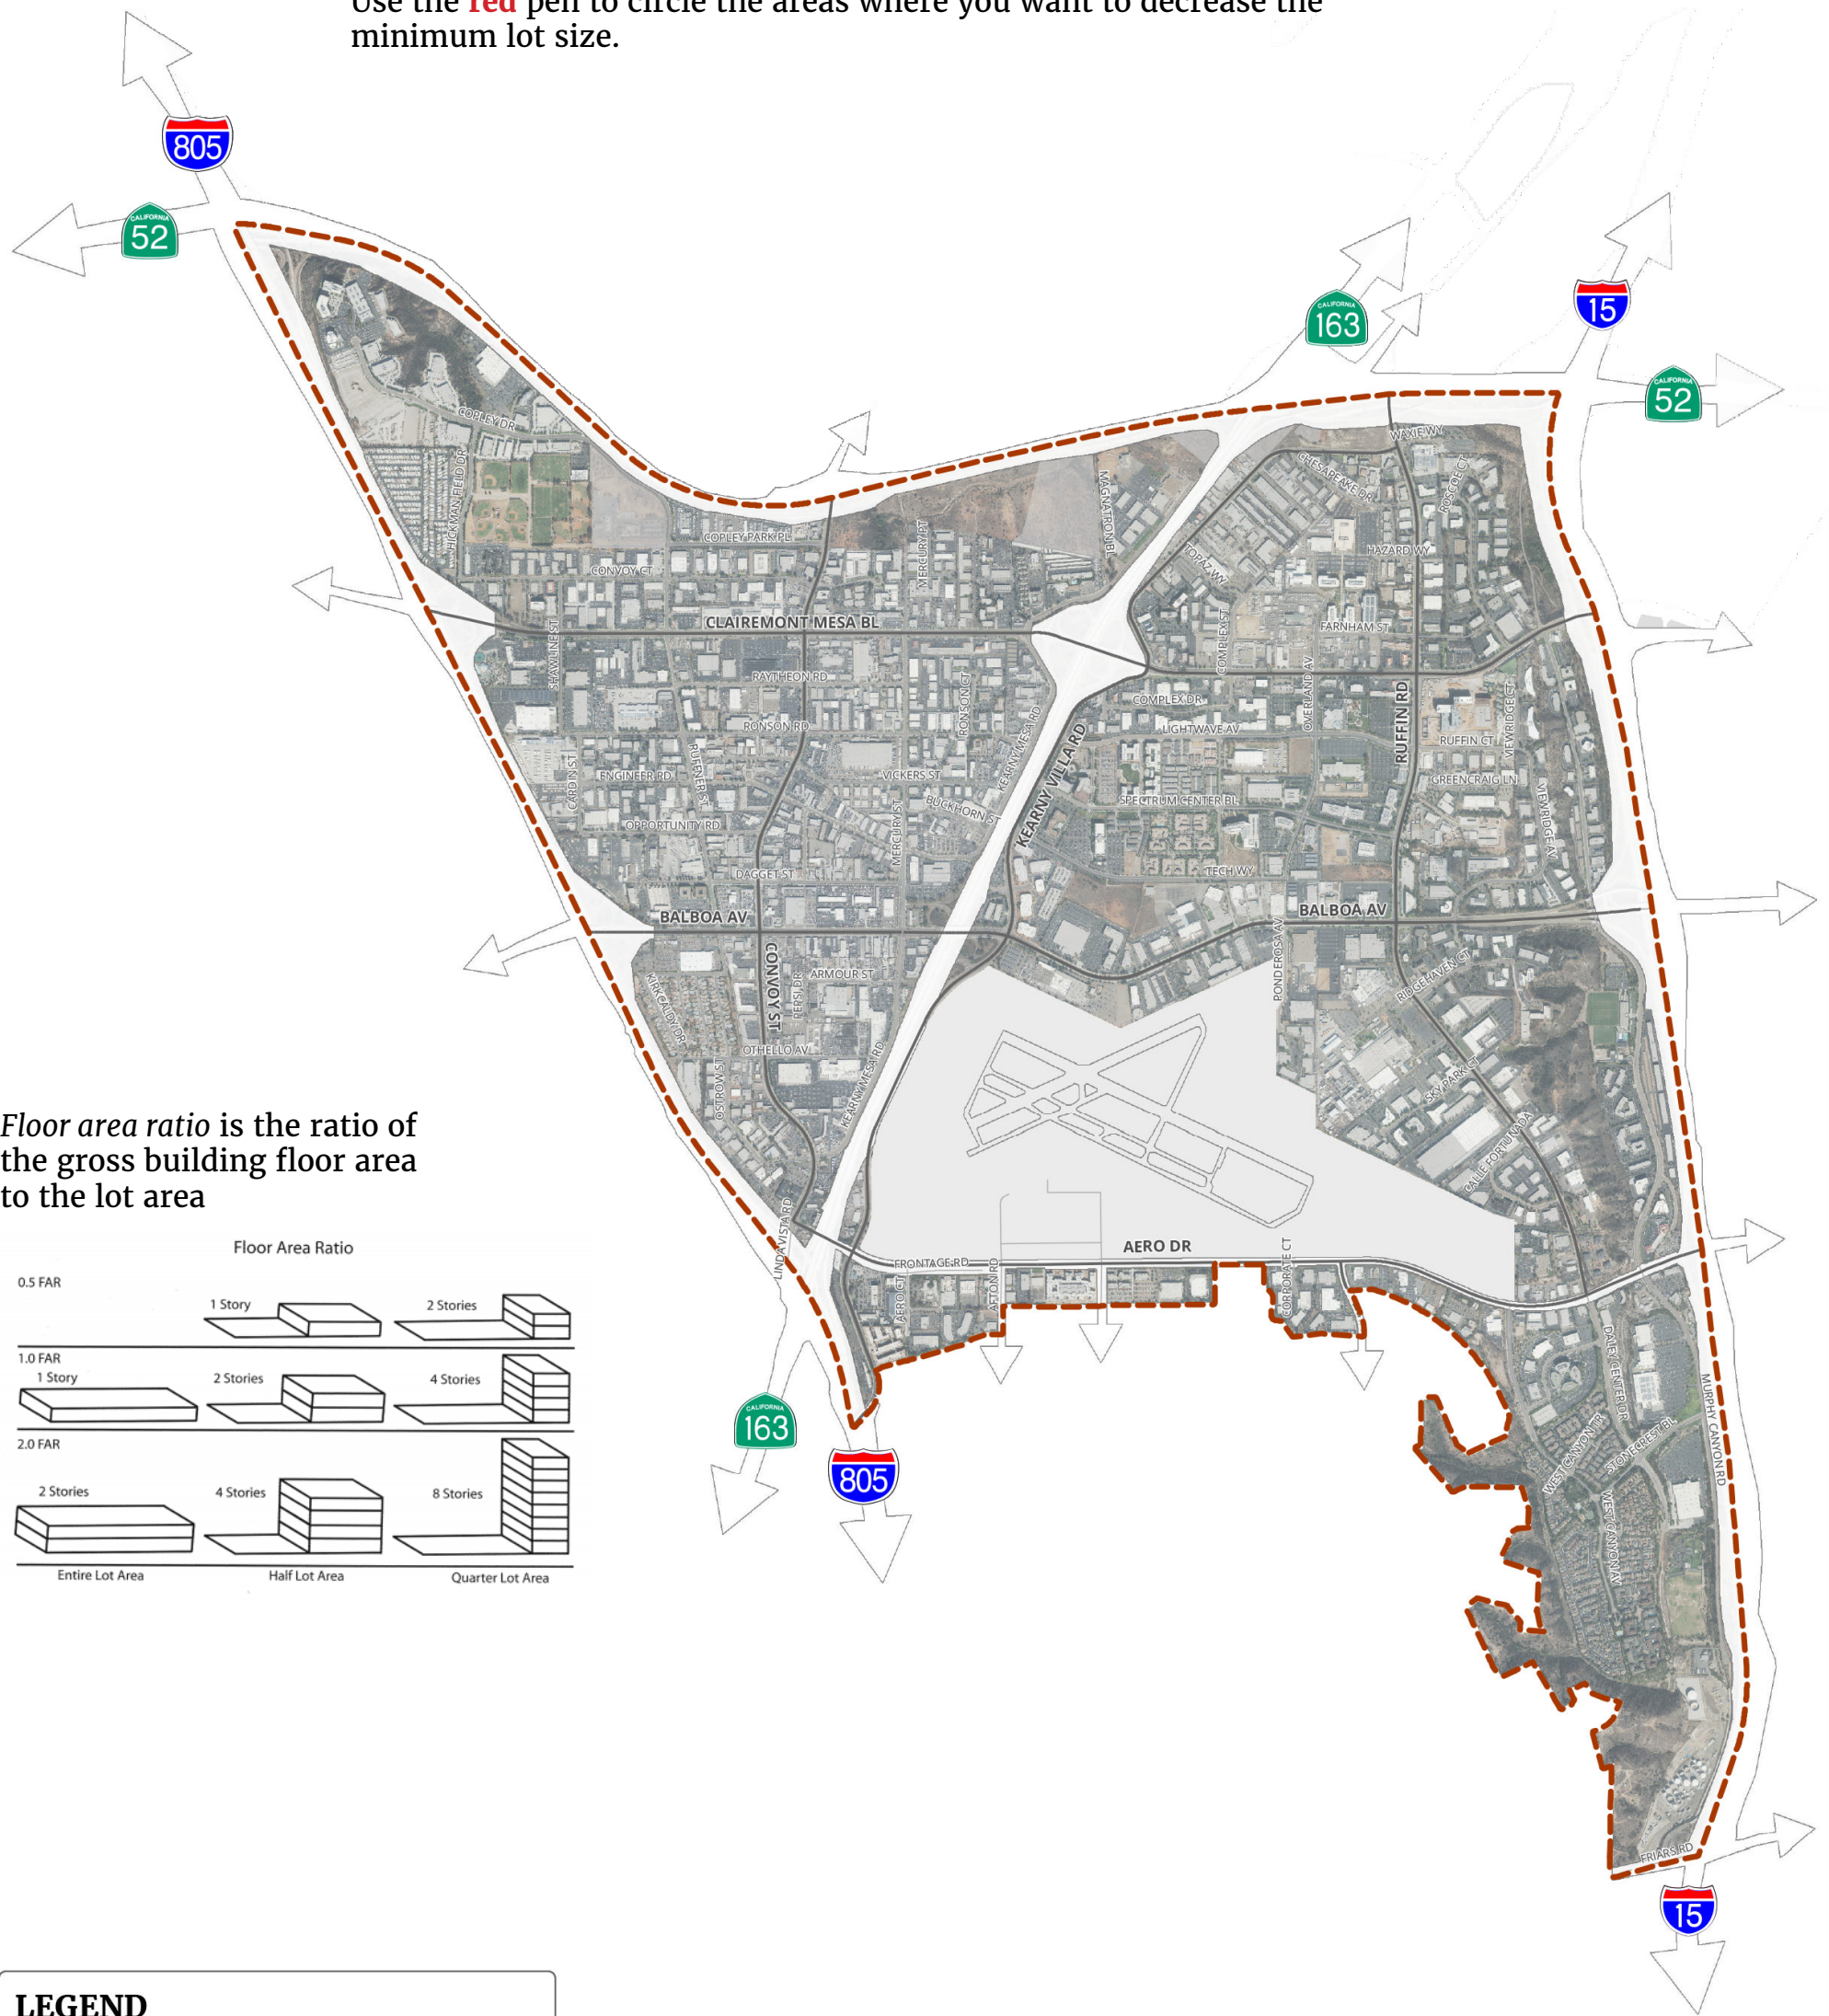 Use the red pen to circle the areas where you want to decrease the
minimum lot size.
805
CALIFORNIA
52
CALIFORNIA
163
15
CALIFORNIA
52
COPLEY DR
HICKMAN FIELD DR
WAXIE WY
CHESAPEAKE DR
ROSCOE CT
MAGNATRON BL
COPLEY PARK PL
MERCURY PT
CONVOY CT
TOPAZ WY
HAZARD WY
CLAIREMONT MESA BL
SHAWLINE ST
COMPLEX ST
FARNHAM ST
RAYTHEON RD
RONSON CT
COMPLEX DR
OVERLAND AV
RUFFIN RD
VIEWRIDGE CT
RONSON RD
KEARNY MESA RD
LIGHTWAVE AV
RUFFIN CT
CARDIN ST
ENGINEER RD
RUFFNER ST
VICKERS ST
KEARNY VILLA RD
GREENCRAIG LN
VIEWRIDGE AV
OPPORTUNITY RD
MERCURY ST
BUCKHORN ST
SPECTRUM CENTER BL
DAGGET ST
TECH WY
BALBOA AV
BALBOA AV
CONVOY ST
KIRKCALDY DR
PEPSI DR
ARMOUR ST
PONDEROSA AV
RIDGEHAVEN CT
OTHELLO AV
OSTROW ST
KEARNY MESA RD
SKY PARK CT
CALLE FORTUNADA
Floor area ratio is the ratio of
the gross building floor area
to the lot area
LINDA VISTA RD
FRONTAGE RD
AERO DR
AERO CT
AFTON RD
CORPORATE CT
Floor Area Ratio
0.5 FAR
1 Story
2 Stories
1.0 FAR
1 Story
2 Stories
4 Stories
2.0 FAR
2 Stories
4 Stories
8 Stories
Entire Lot Area
Half Lot Area
Quarter Lot Area
CALIFORNIA
163
805
DALEY CENTER DR
MURPHY CANYON RD
WEST CANYON TR
STONECREST BL
WEST CANYON AV
FRIARS RD
15
LEGEND